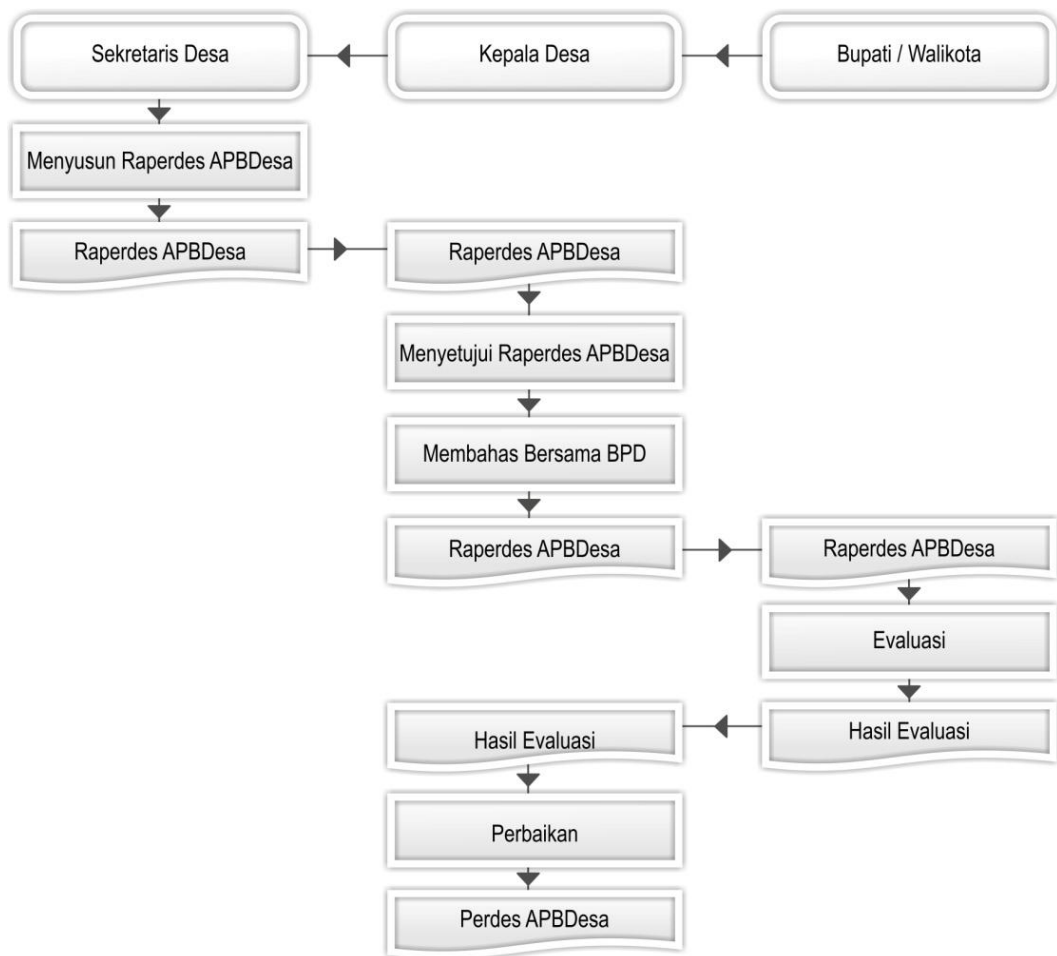 Sekretaris Desa
Kepala Desa
Bupati / Walikota
Menyusun Raperdes APBDesa
Raperdes APBDesa
Raperdes APBDesa
Menyetujui Raperdes APBDesa
Membahas Bersama BPD
Raperdes APBDesa
Raperdes APBDesa
Evaluasi
Hasil Evaluasi
Hasil Evaluasi
Perbaikan
Perdes APBDesa